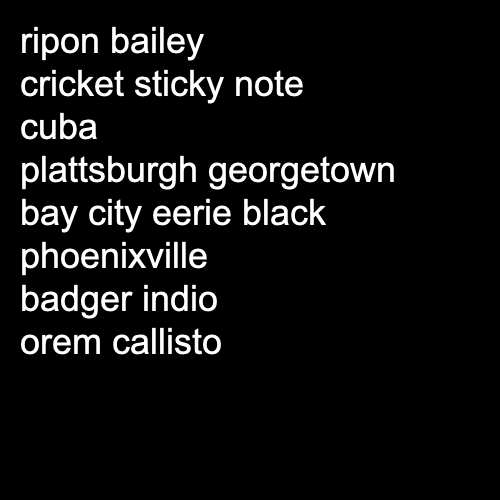 ripon bailey
cricket sticky note
cuba
plattsburgh georgetown
bay city eerie black
phoenixville
badger indio
orem callisto